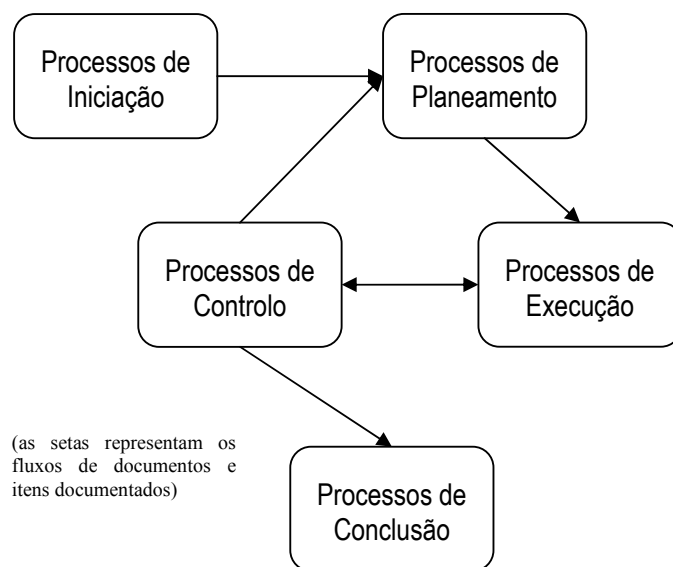 Processos de
Iniciação
Processos de
Planeamento
Processos de
Controlo
Processos de
Execução
(as setas representam os
fluxos de documentos e
itens documentados)
Processos de
Conclusão